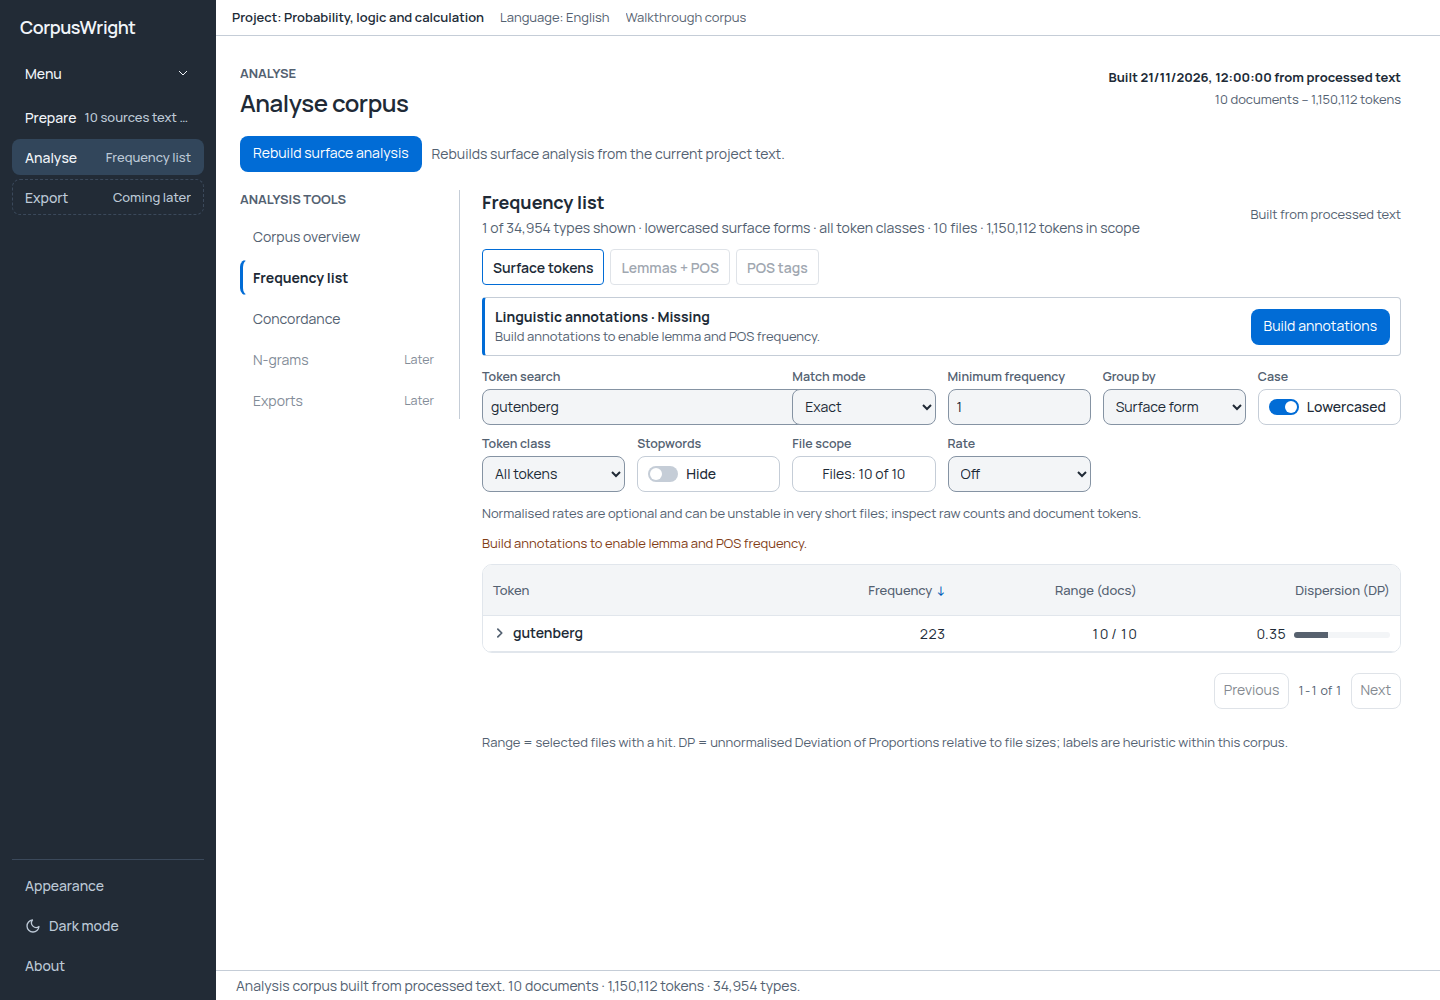 CorpusWright
Menu
Prepare 10 sources text ...
Analyse Frequency list
Export Coming later
Appearance
Dark mode
About
Project: Probability, logic and calculation Language: English Walkthrough corpus
ANALYSE
Analyse corpus
Built 21/11/2026, 12:00:00 from processed text
10 documents – 1,150,112 tokens
Rebuild surface analysis Rebuilds surface analysis from the current project text.
ANALYSIS TOOLS
Corpus overview
Frequency list
Concordance
N-grams Later
Exports Later
Frequency list
1 of 34,954 types shown · lowercased surface forms · all token classes · 10 files · 1,150,112 tokens in scope
Built from processed text
Surface tokens Lemmas + POS POS tags
Linguistic annotations · Missing
Build annotations to enable lemma and POS frequency.
Build annotations
Token search Match mode Minimum frequency Group by Case
gutenberg Exact 1 Surface form Lowercased
Token class Stopwords File scope Rate
All tokens Hide Files: 10 of 10 Off
Normalised rates are optional and can be unstable in very short files; inspect raw counts and document tokens.
Build annotations to enable lemma and POS frequency.
Token Frequency ↓ Range (docs) Dispersion (DP)
gutenberg 223 10 / 10 0.35
Previous 1-1 of 1 Next
Range = selected files with a hit. DP = unnormalised Deviation of Proportions relative to file sizes; labels are heuristic within this corpus.
Analysis corpus built from processed text. 10 documents · 1,150,112 tokens · 34,954 types.